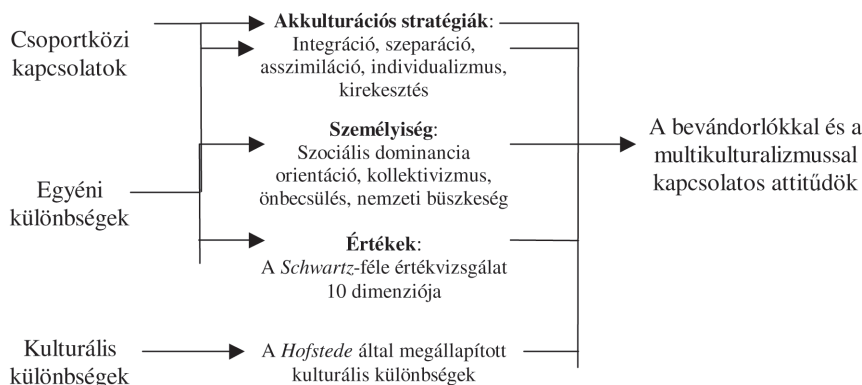 Csoportközi
kapcsolatok
Akkulturációs stratégiák:
Integráció, szeparáció,
asszimiláció, individualizmus,
kirekesztés
Egyéni
különbségek
Személyiség:
Szociális dominancia
orientáció, kollektivizmus,
önbecsülés, nemzeti büszkeség
Értékek:
A Schwartz-féle értékvizsgálat
10 dimenziója
Kulturális
különbségek
A Hofstede által megállapított
kulturális különbségek
A bevándorlókkal és a
multikulturalizmussal
kapcsolatos attitűdök